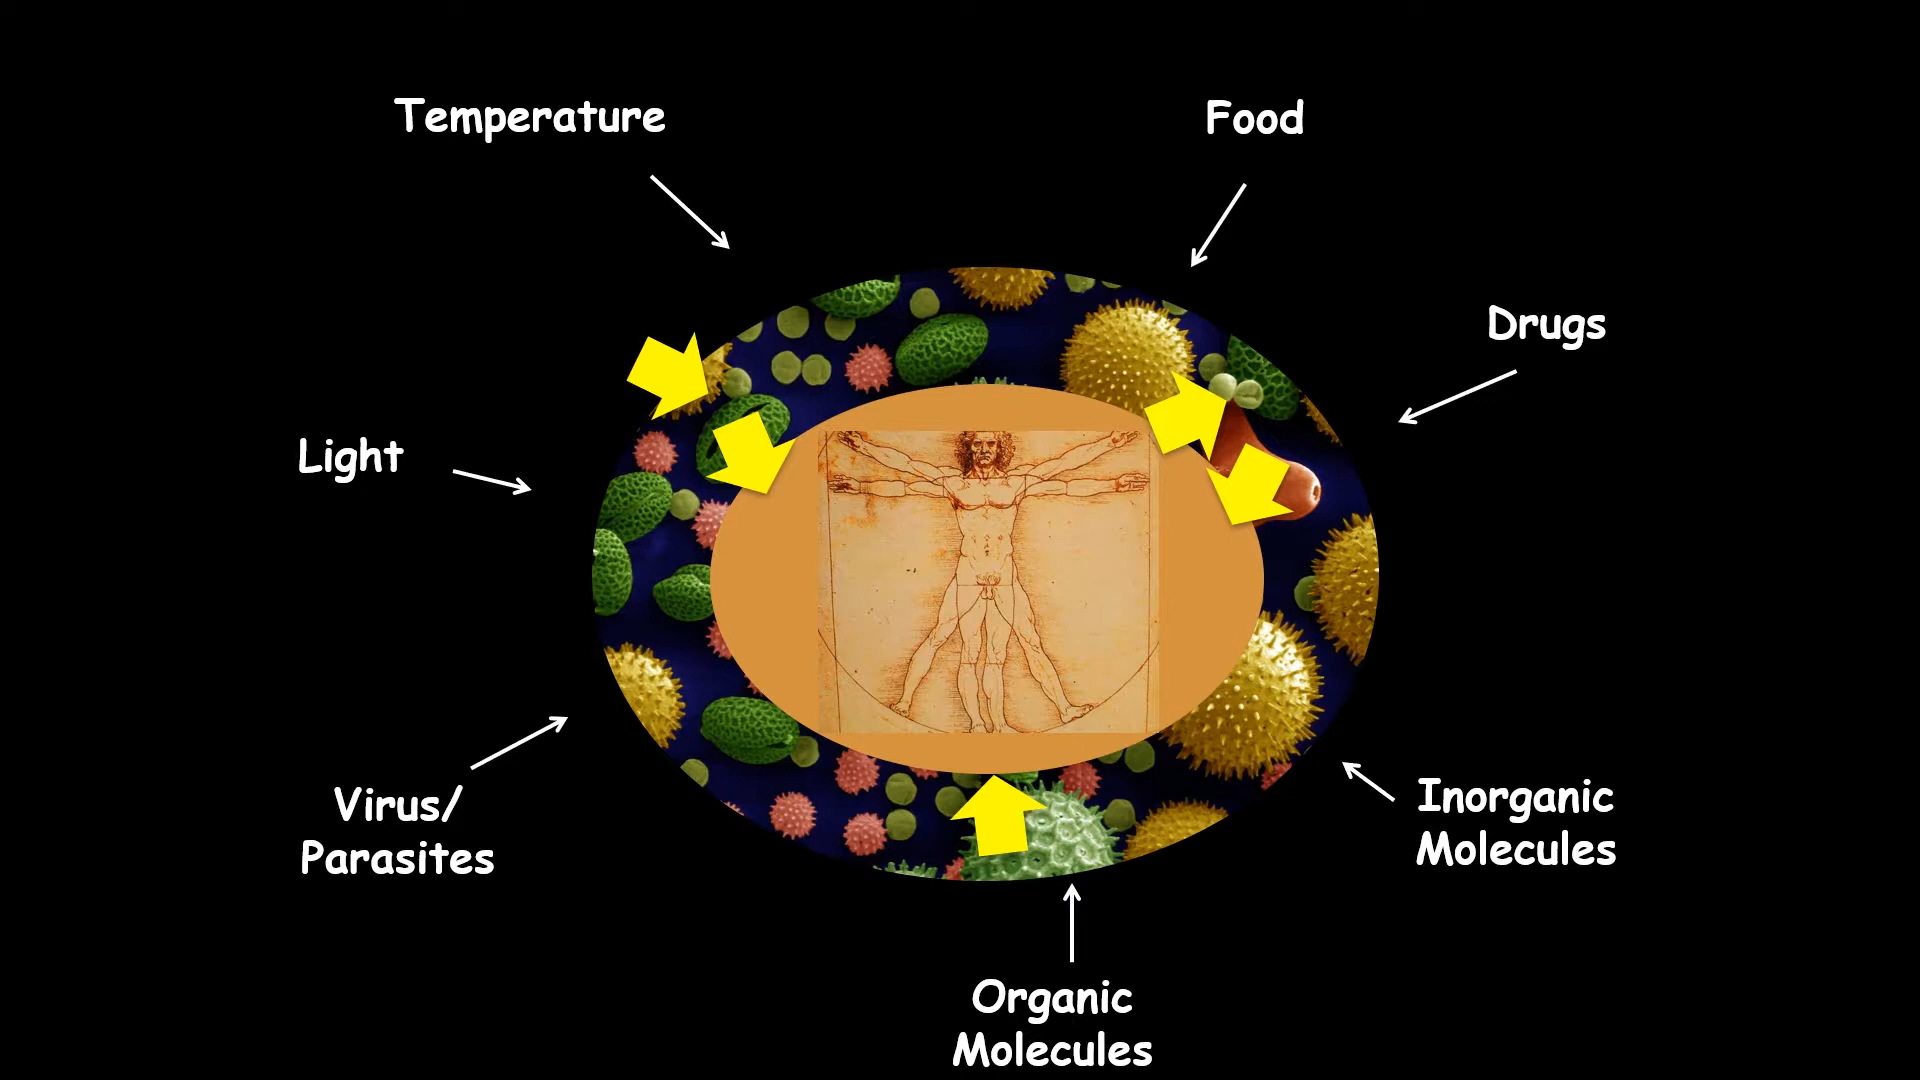 Temperature
Food
Drugs
Light
Virus/
Parasites
Inorganic
Molecules
Organic
Molecules